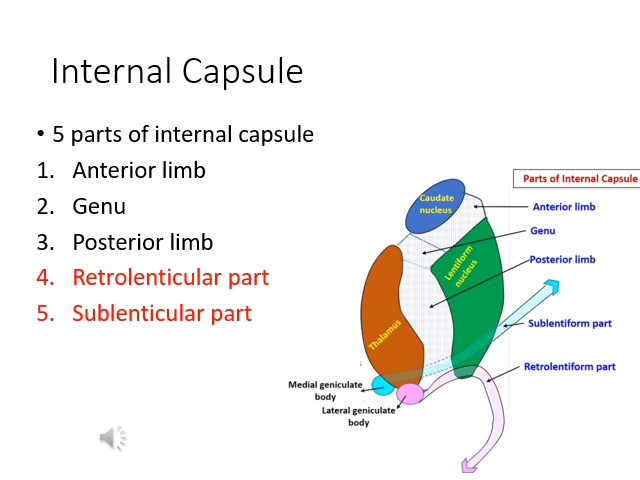 Internal Capsule
• 5 parts of internal capsule
1. Anterior limb
2. Genu
3. Posterior limb
4. Retrolenticular part
5. Sublenticular part
Parts of Internal Capsule
Caudate
nucleus
Anterior limb
Genu
Posterior limb
Lentiform
nucleus
Thalamus
Sublentiform part
Retrolentiform part
Medial geniculate
body
Lateral geniculate
body